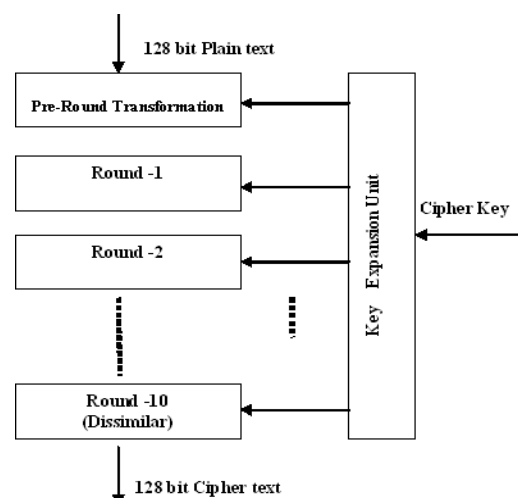 128 bit Plain text
Pre-Round Transformation
Round -1
Cipher Key
Key Expansion Unit
Round -2
Round -10
(Dissimilar)
128 bit Cipher text